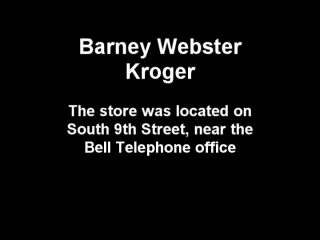 Barney Webster
Kroger
The store was located on
South 9th Street, near the
Bell Telephone office